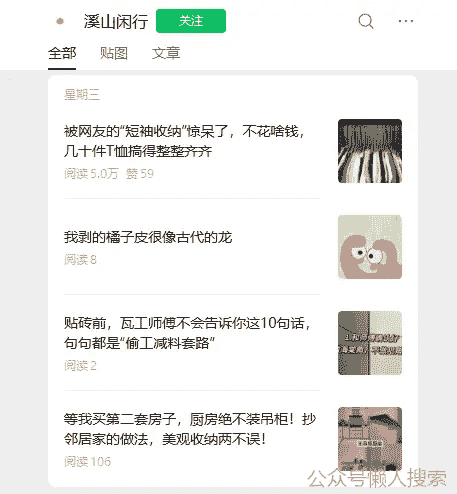 溪山闲行
关注
全部 贴图 文章
星期三
被网友的“短袖收纳”惊呆了，不花啥钱，
几十件T恤搞得整整齐齐
阅读 5.0万 赞 59
我剥的橘子皮很像古代的龙
阅读 8
贴砖前，瓦工师傅不会告诉你这10句话，
句句都是“偷工减料套路”
阅读 2
等我买第二套房子，厨房绝不装吊柜！抄
邻居家的做法，美观收纳两不误！
阅读 106
公众号懒人搜索